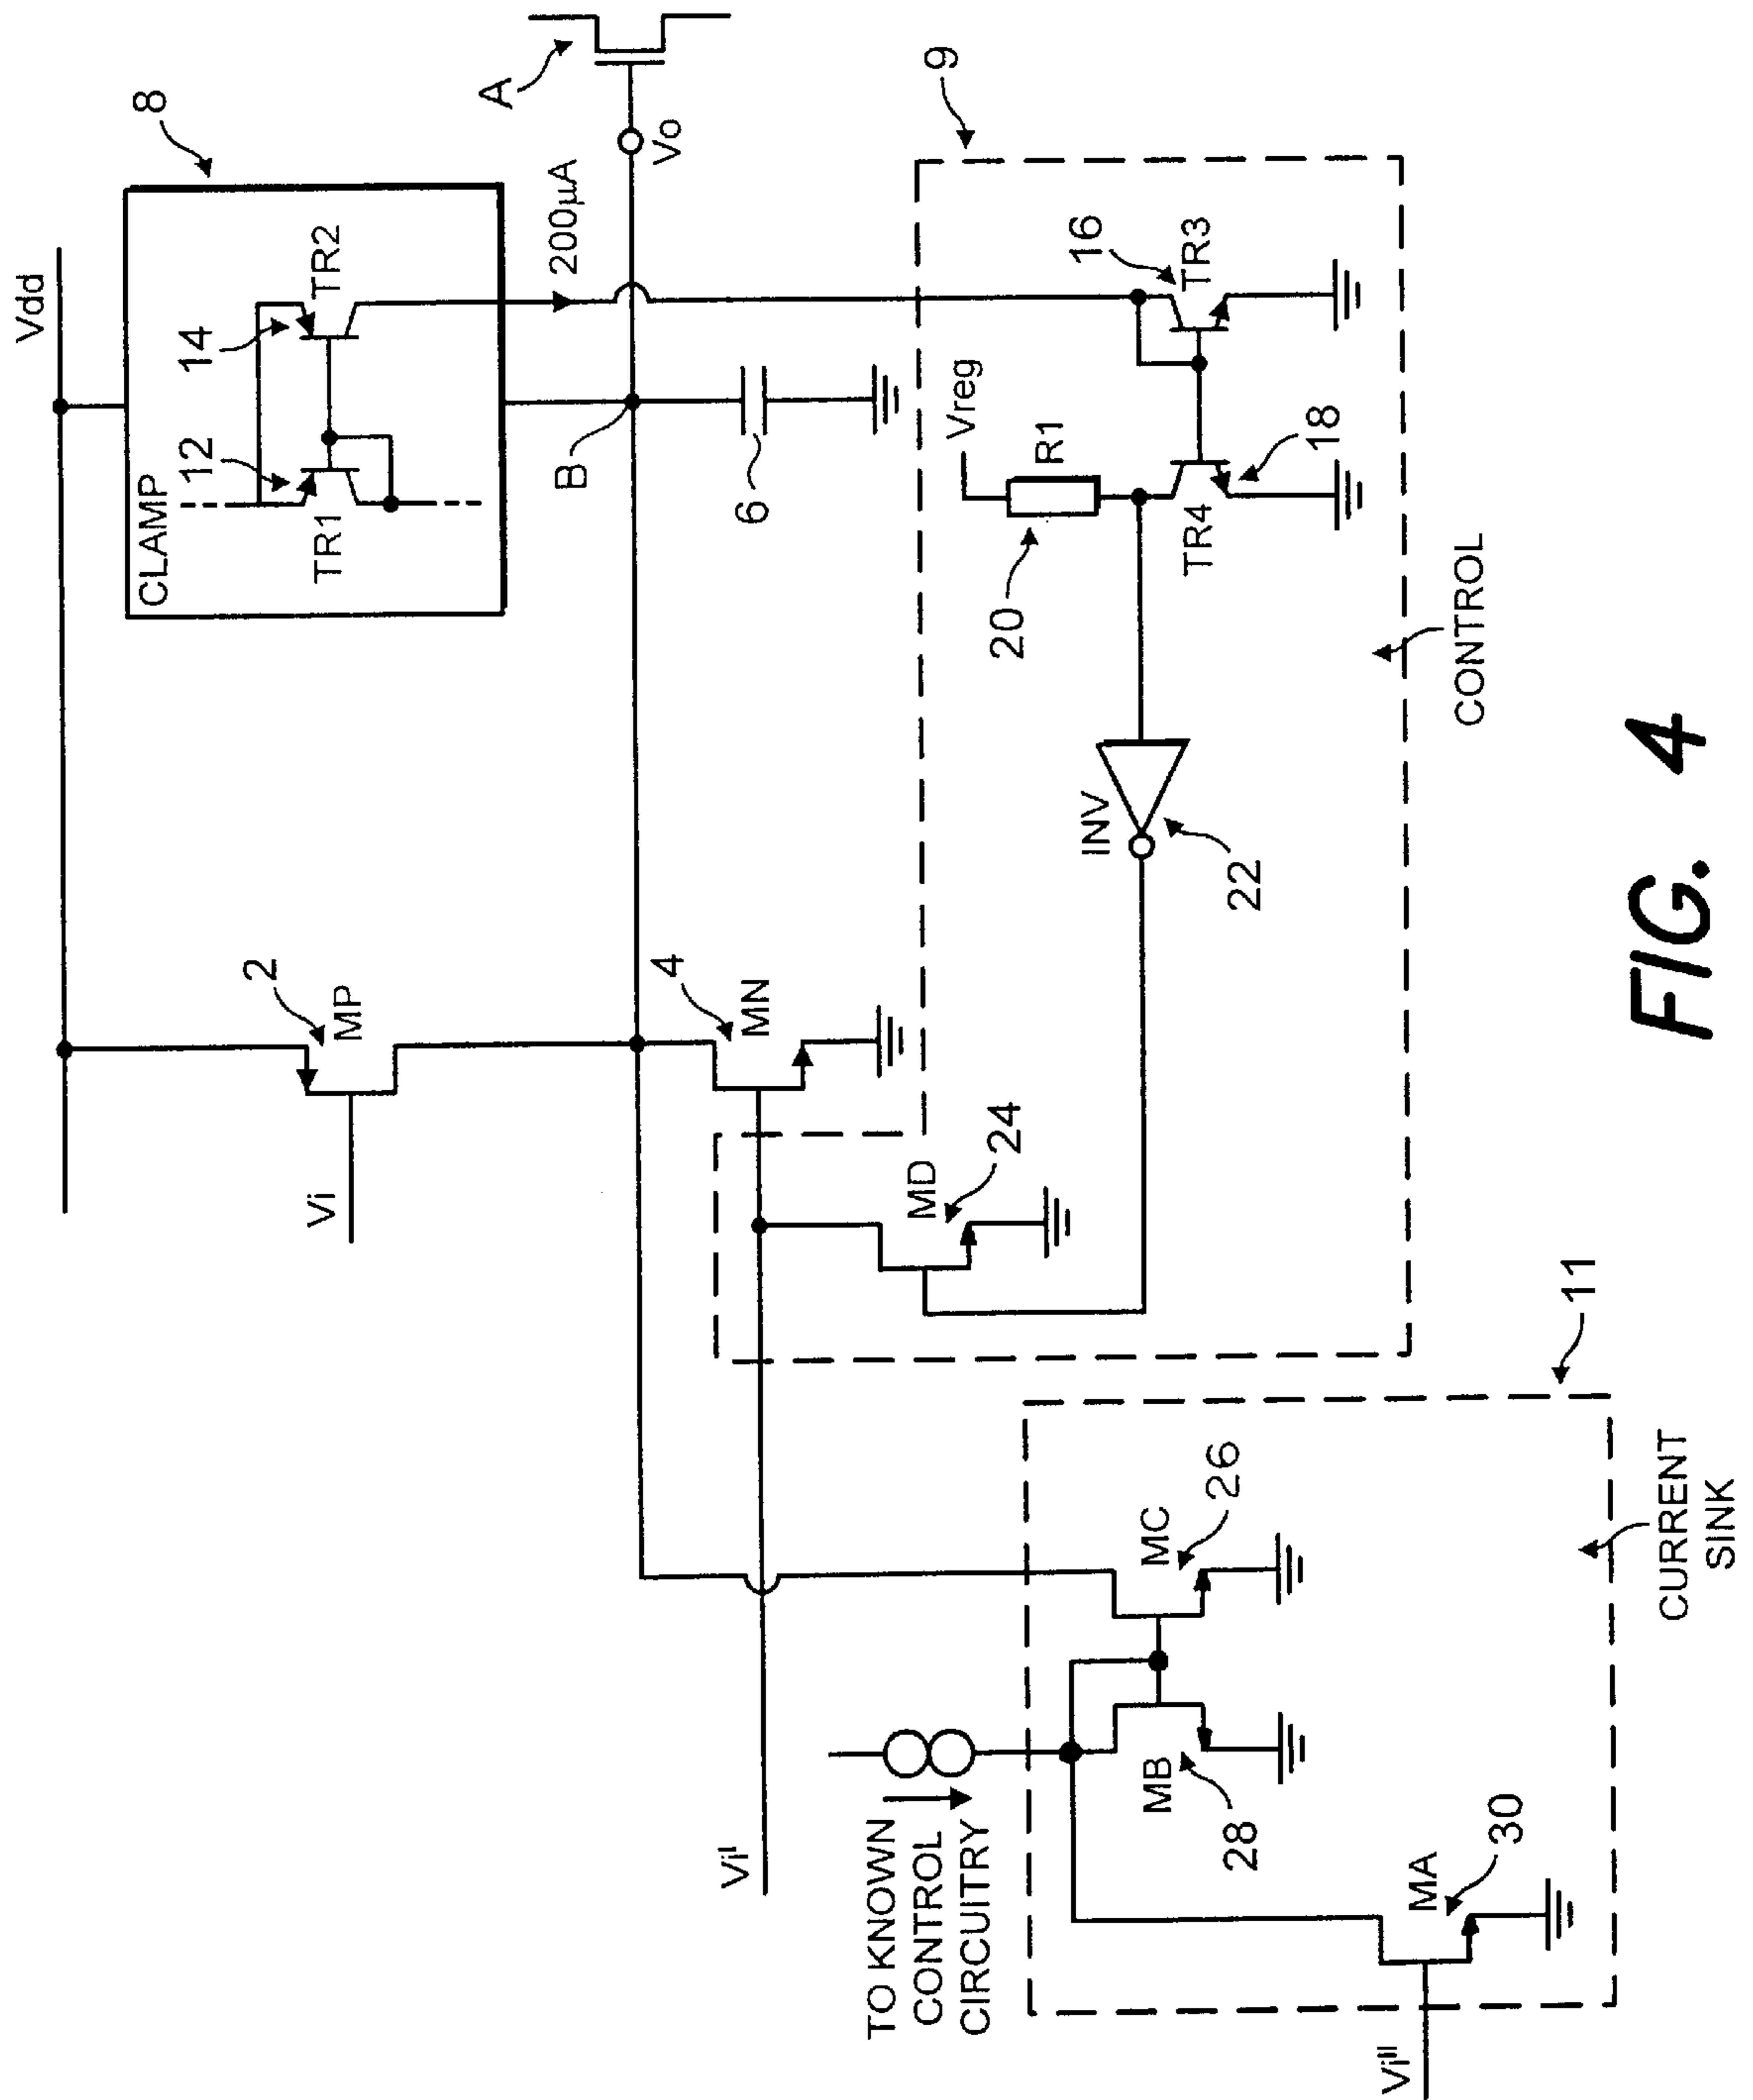 Vdd
8
CLAMP
12
14
TR1
TR2
A
2
MP
Vi
B
200µA
Vo
6
4
MN
9
Vreg
R1
20
16
TR3
TR4
18
INV
22
MD
24
CONTROL
Vi^I
TO KNOWN
CONTROL
CIRCUITRY
MC
26
MB
28
MA
30
Vi^II
11
CURRENT
SINK
FIG. 4